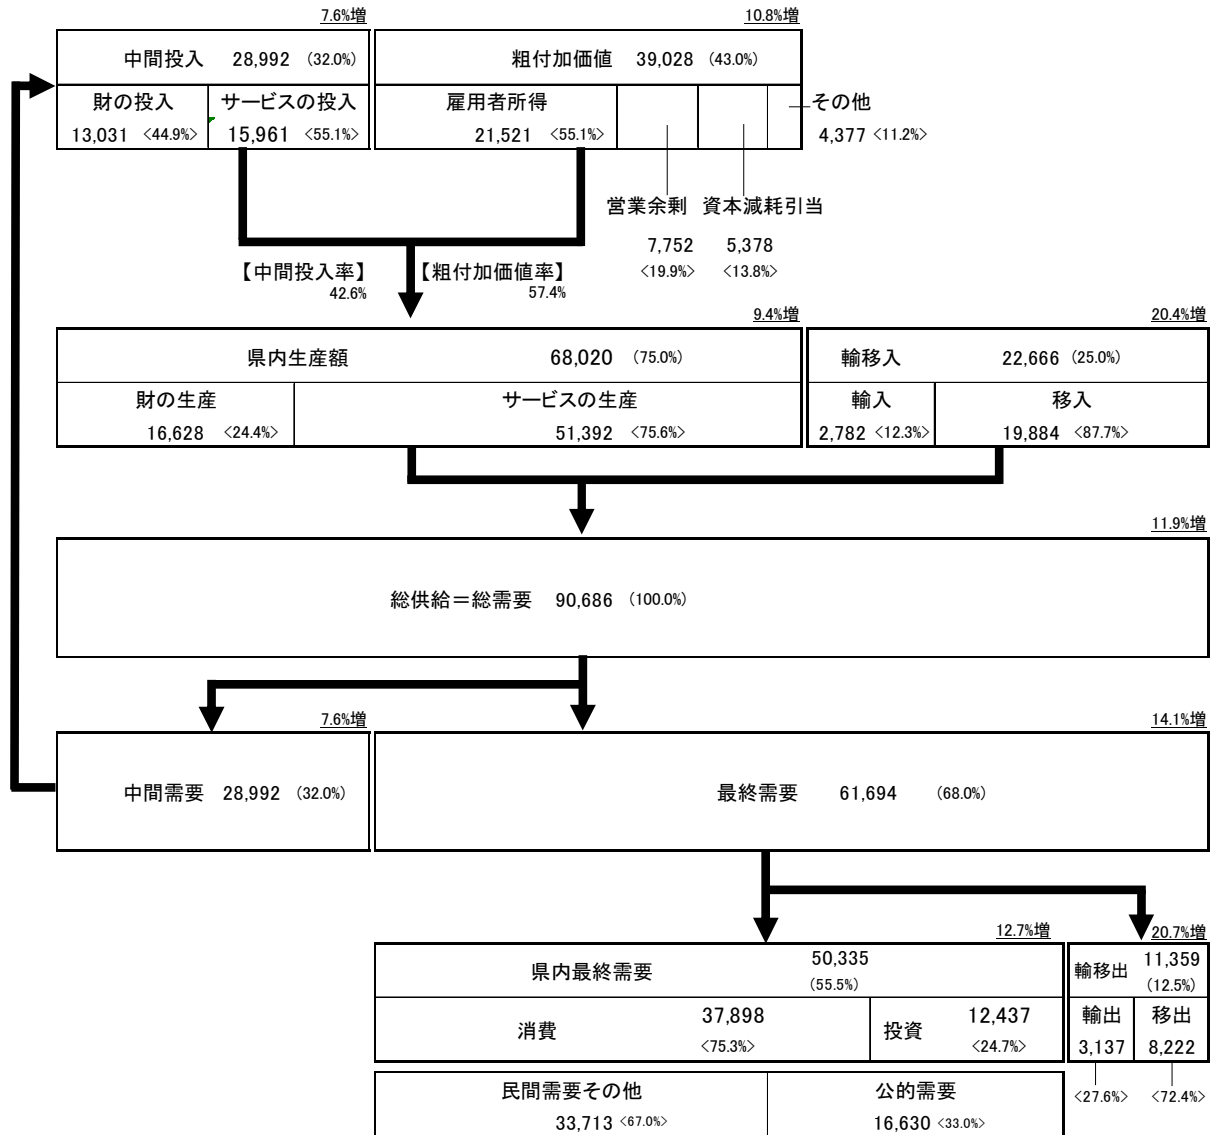 7.6%増
10.8%増
中間投入 28,992 (32.0%)
粗付加価値 39,028 (43.0%)
財の投入
サービスの投入
雇用者所得
その他
13,031 <44.9%>
15,961 <55.1%>
21,521 <55.1%>
4,377 <11.2%>
営業余剰
資本減耗引当
7,752
5,378
<19.9%>
<13.8%>
【中間投入率】
42.6%
【粗付加価値率】
57.4%
9.4%増
20.4%増
県内生産額 68,020 (75.0%)
輸移入 22,666 (25.0%)
財の生産
サービスの生産
輸入
移入
16,628 <24.4%>
51,392 <75.6%>
2,782 <12.3%>
19,884 <87.7%>
11.9%増
総供給＝総需要 90,686 (100.0%)
7.6%増
14.1%増
中間需要 28,992 (32.0%)
最終需要 61,694 (68.0%)
12.7%増
20.7%増
県内最終需要
50,335
(55.5%)
輸移出
11,359
(12.5%)
消費
37,898
<75.3%>
投資
12,437
<24.7%>
輸出
移出
3,137
8,222
<27.6%>
<72.4%>
民間需要その他
公的需要
33,713 <67.0%>
16,630 <33.0%>